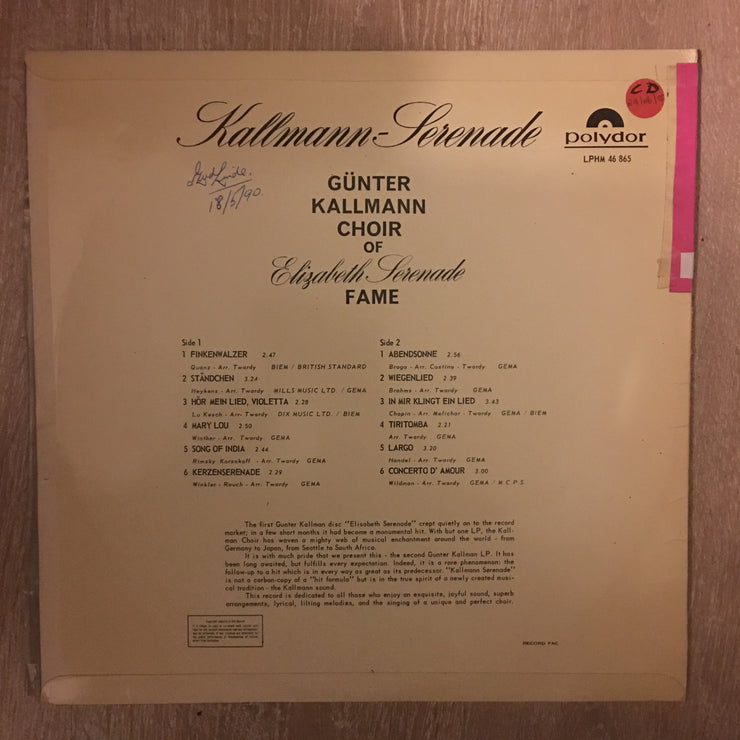 Kallmann-Serenade
CD
polydor
LPHM 46 865
18/5/90
GÜNTER
KALLMANN
CHOIR
OF
Elizabeth Serenade
FAME
Side 1
1 FINKENWALZER 2.47
Quanz - Arr. Twardy BIEM / BRITISH STANDARD
2 STÄNDCHEN 3.24
Heykens - Arr. Twardy MILLS MUSIC LTD. / GEMA
3 HÖR MEIN LIED, VIOLETTA 2.28
Lu Kesch - Arr. Twardy DIX MUSIC LTD. / BIEM
4 MARY LOU 2.50
Winther - Arr. Twardy GEMA
5 SONG OF INDIA 2.44
Rimsky Korsakoff - Arr. Twardy GEMA
6 KERZENSERENADE 2.29
Winkler - Rauch - Arr. Twardy GEMA
Side 2
1 ABENDSONNE 2.56
Braga - Arr. Costino - Twardy GEMA
2 WIEGENLIED 2.39
Brahms - Arr. Twardy GEMA
3 IN MIR KLINGT EIN LIED 3.43
Chopin - Arr. Melichar - Twardy GEMA / BIEM
4 TIRITOMBA 2.21
Arr. Twardy GEMA
5 LARGO 3.20
Handel - Arr. Twardy GEMA
6 CONCERTO D' AMOUR 3.00
Wildman - Arr. Twardy GEMA / M.C.P.S.
The first Gunter Kallman disc "Elisabeth Serenade" crept quietly on to the record
market; in a few short months it had become a monumental hit. With but one LP, the Kall-
man Choir has woven a mighty web of musical enchantment around the world - from
Germany to Japan, from Seattle to South Africa.
It is with much pride that we present this - the second Gunter Kallman LP. It has
been long awaited, but fulfills every expectation. Indeed, it is a rare phenomenon: the
follow-up to a hit which is in every way as great as its predecessor. "Kallmann Serenade"
is not a carbon-copy of a "hit formula" but is in the true spirit of a newly created musi-
cal tradition - the Kallmann sound.
This record is dedicated to all those who enjoy an exquisite, joyful sound, superb
arrangements, lyrical, lilting melodies, and the singing of a unique and perfect choir.
RECORD FAC.